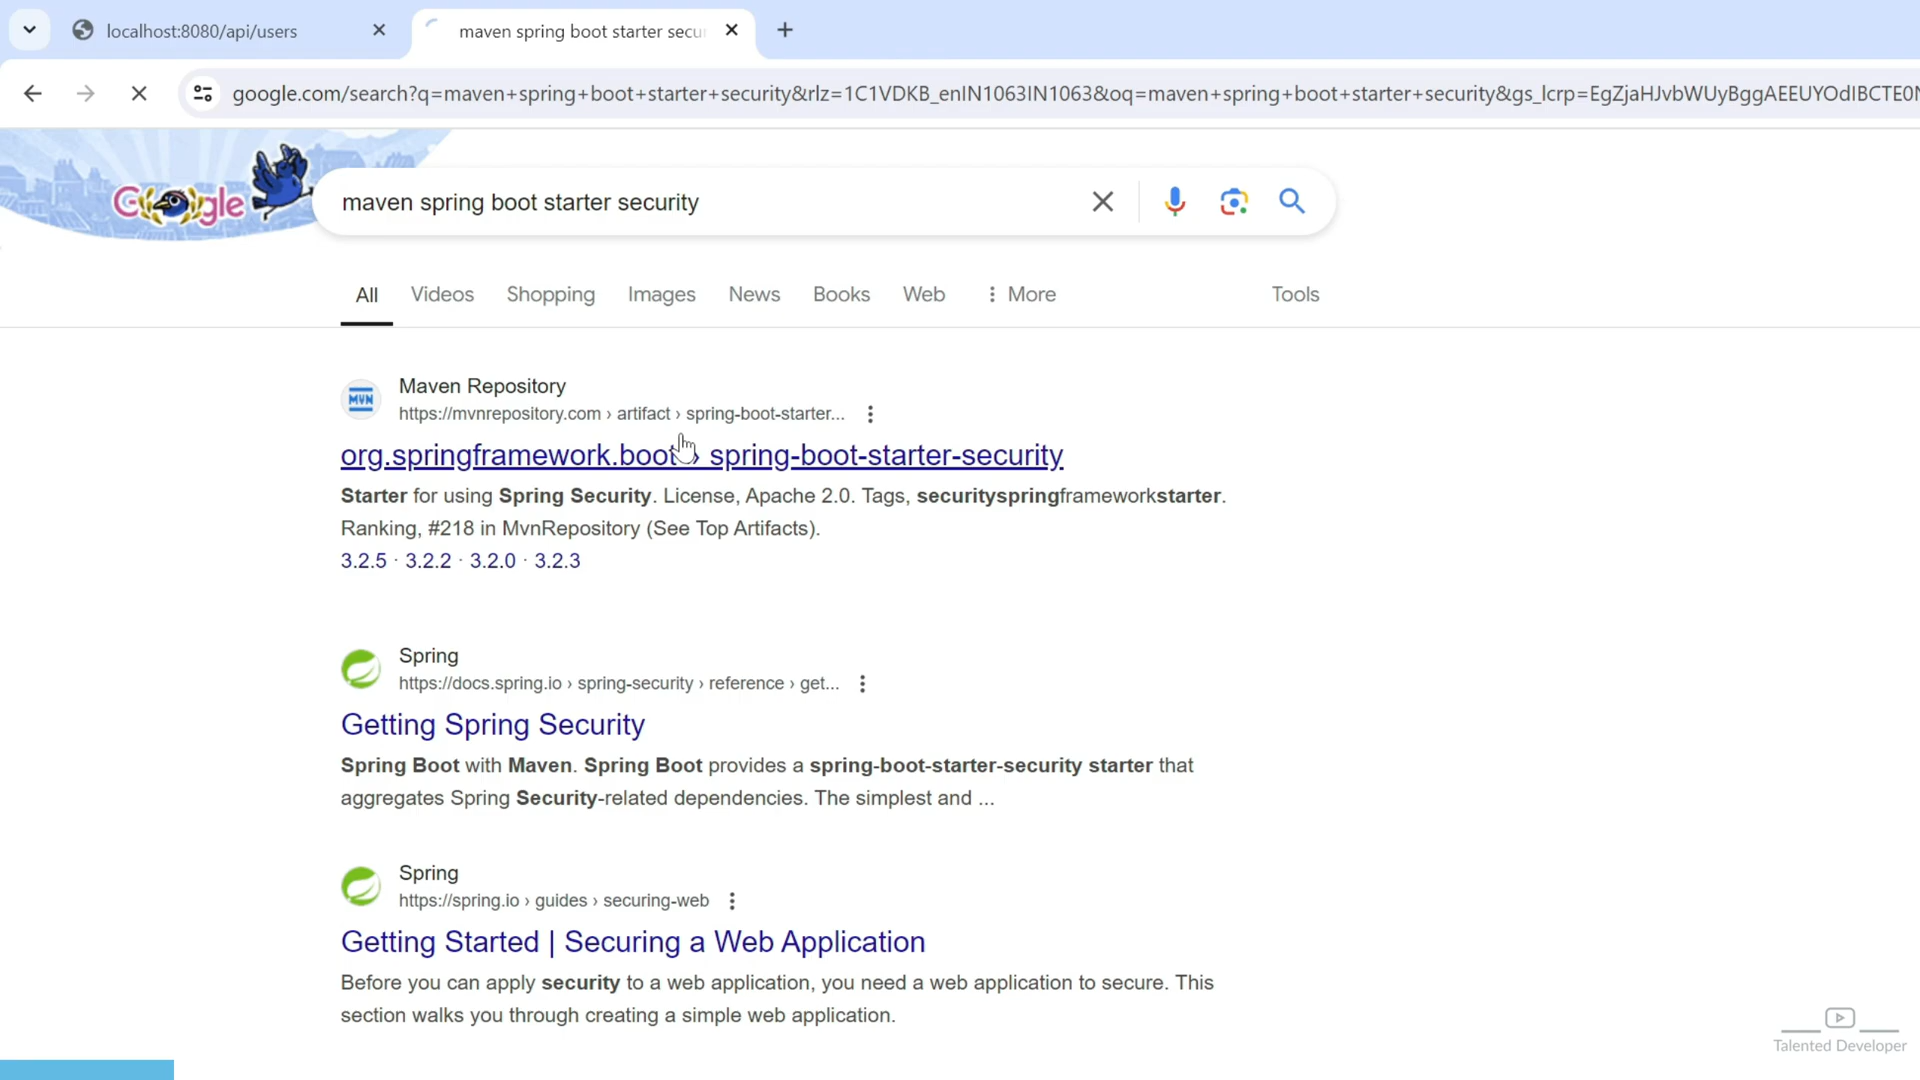 localhost:8080/api/users
maven spring boot starter secu
google.com/search?q=maven+spring+boot+starter+security&rlz=1C1VDKB_enIN1063IN1063&oq=maven+spring+boot+starter+security&gs_lcrp=EgZjaHJvbWUyBggAEEUYOdIBCTE0N
Google
maven spring boot starter security
All
Videos
Shopping
Images
News
Books
Web
More
Tools
MVN
Maven Repository
https://mvnrepository.com › artifact › spring-boot-starter...
org.springframework.boot › spring-boot-starter-security
Starter for using Spring Security. License, Apache 2.0. Tags, securityspringframeworkstarter.
Ranking, #218 in MvnRepository (See Top Artifacts).
3.2.5 · 3.2.2 · 3.2.0 · 3.2.3
Spring
https://docs.spring.io › spring-security › reference › get...
Getting Spring Security
Spring Boot with Maven. Spring Boot provides a spring-boot-starter-security starter that
aggregates Spring Security-related dependencies. The simplest and ...
Spring
https://spring.io › guides › securing-web
Getting Started | Securing a Web Application
Before you can apply security to a web application, you need a web application to secure. This
section walks you through creating a simple web application.
Talented Developer